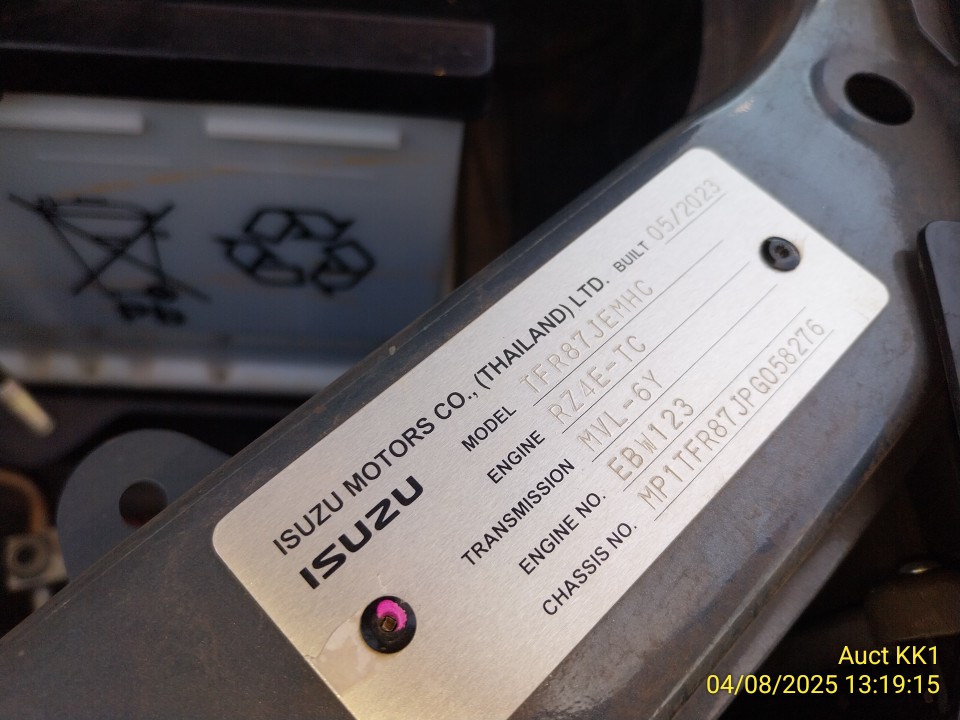 ISUZU MOTORS CO., (THAILAND) LTD. BUILT 05/2023
ISUZU
MODEL TFR87JEMHC
ENGINE RZ4E-TC
TRANSMISSION MVL-6Y
ENGINE NO. EBW123
CHASSIS NO. MP1TFR87JPG058276
Pb
Auct KK1
04/08/2025 13:19:15